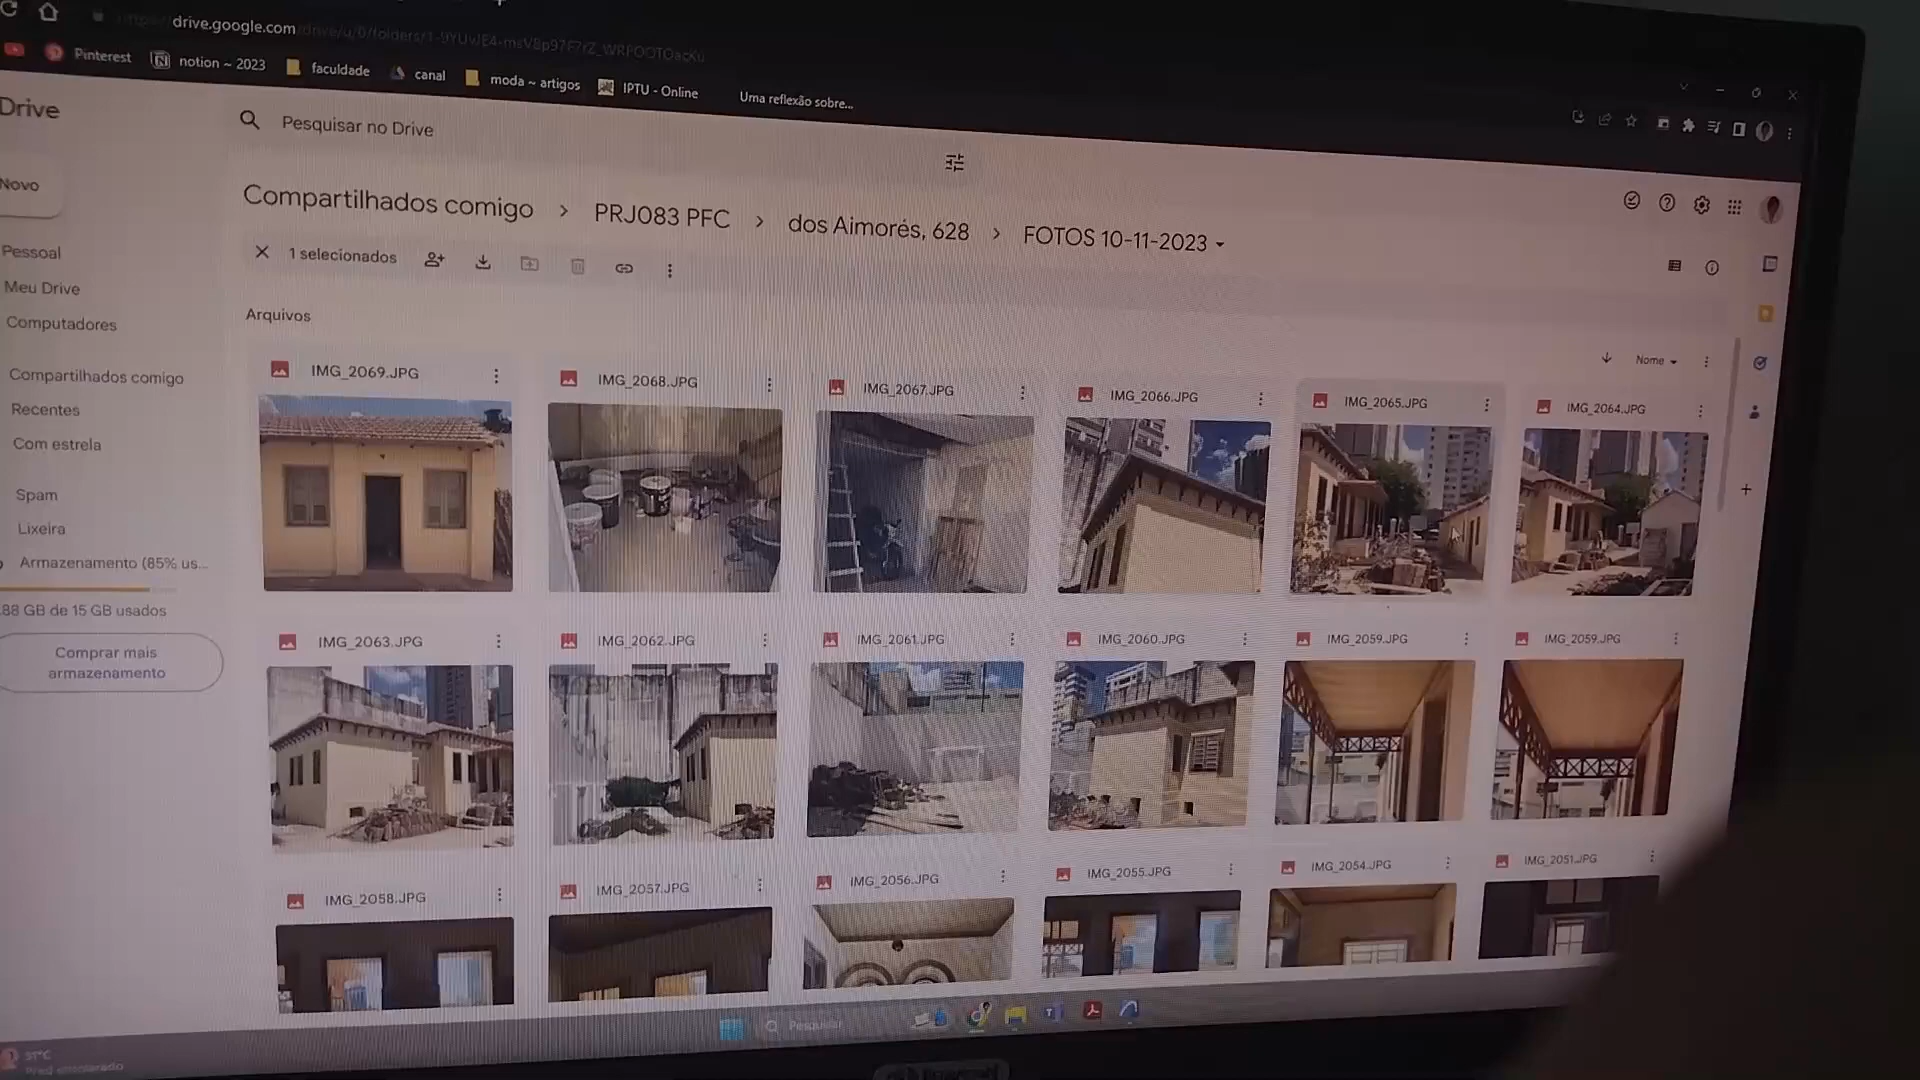 drive.google.com
Pinterest
notion ~ 2023
faculdade
canal
moda ~ artigos
IPTU - Online
Uma reflexão sobre...
Drive
Pesquisar no Drive
Novo
Compartilhados comigo > PRJ083 PFC > dos Aimorés, 628 > FOTOS 10-11-2023
1 selecionados
Pessoal
Meu Drive
Computadores
Compartilhados comigo
Recentes
Com estrela
Spam
Lixeira
Armazenamento (85% us...
88 GB de 15 GB usados
Comprar mais
armazenamento
Arquivos
Nome
IMG_2069.JPG
IMG_2068.JPG
IMG_2067.JPG
IMG_2066.JPG
IMG_2065.JPG
IMG_2064.JPG
IMG_2063.JPG
IMG_2062.JPG
IMG_2061.JPG
IMG_2060.JPG
IMG_2059.JPG
IMG_2059.JPG
IMG_2058.JPG
IMG_2057.JPG
IMG_2056.JPG
IMG_2055.JPG
IMG_2054.JPG
IMG_2051.JPG
Pesquisar
31°C